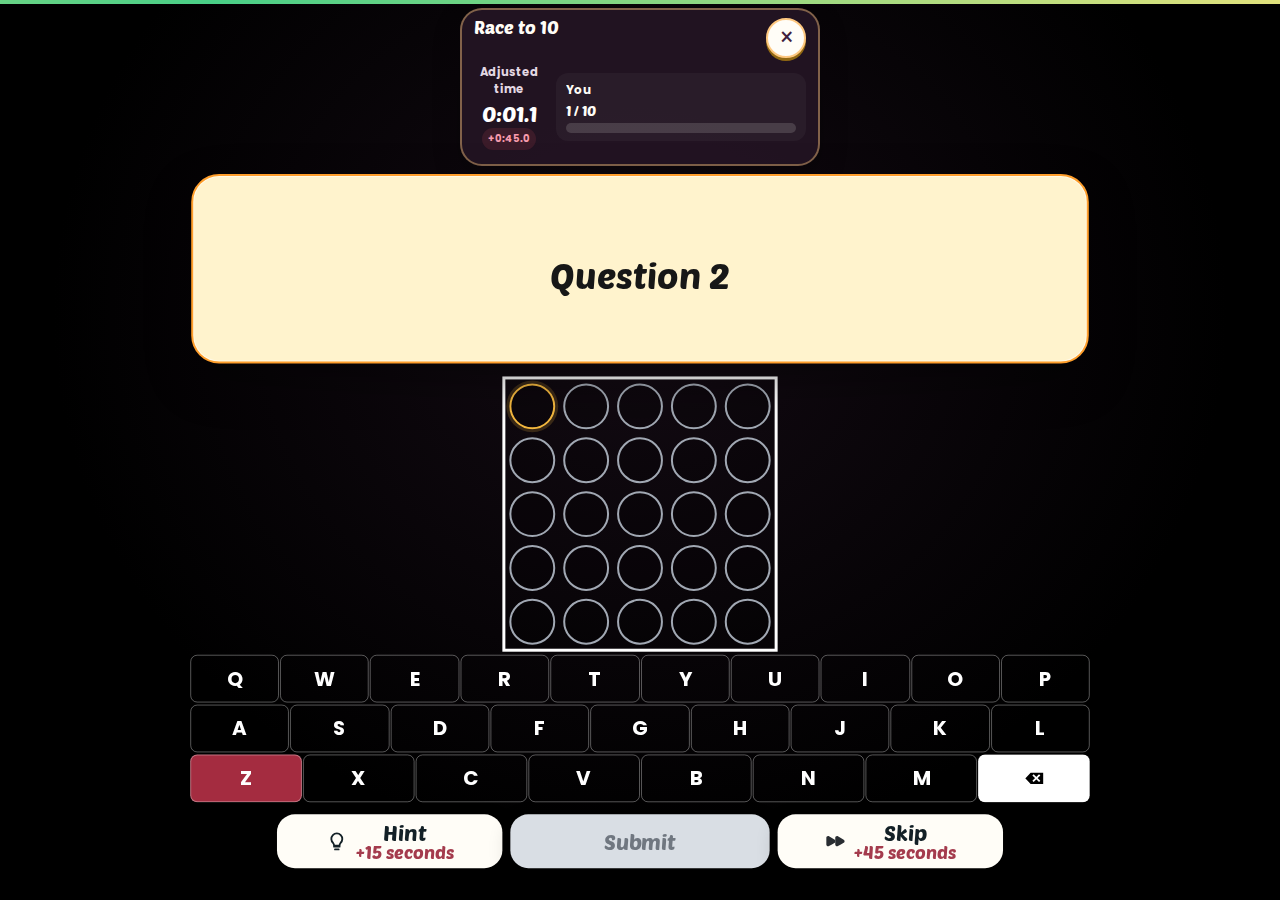 Race to 10
×
Adjusted
time
0:01.1
+0:45.0
You
1 / 10
Question 2
Q W E R T Y U I O P
A S D F G H J K L
Z X C V B N M
Hint
+15 seconds
Submit
Skip
+45 seconds